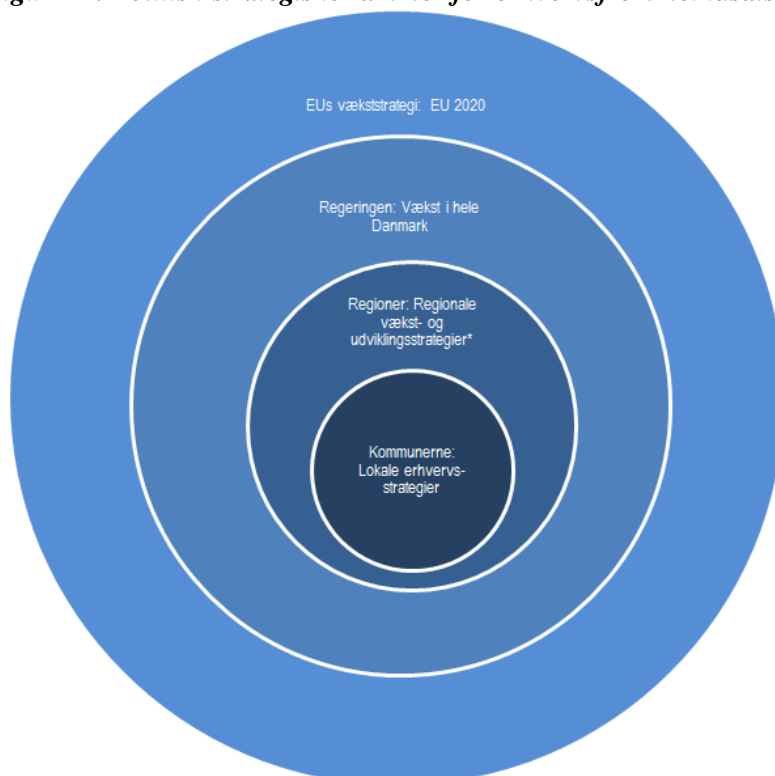 EUs vækststrategi: EU 2020
Regeringen: Vækst i hele
Danmark
Regioner: Regionale
vækst- og
udviklingsstrategier*
Kommunerne:
Lokale erhvervs-
strategier